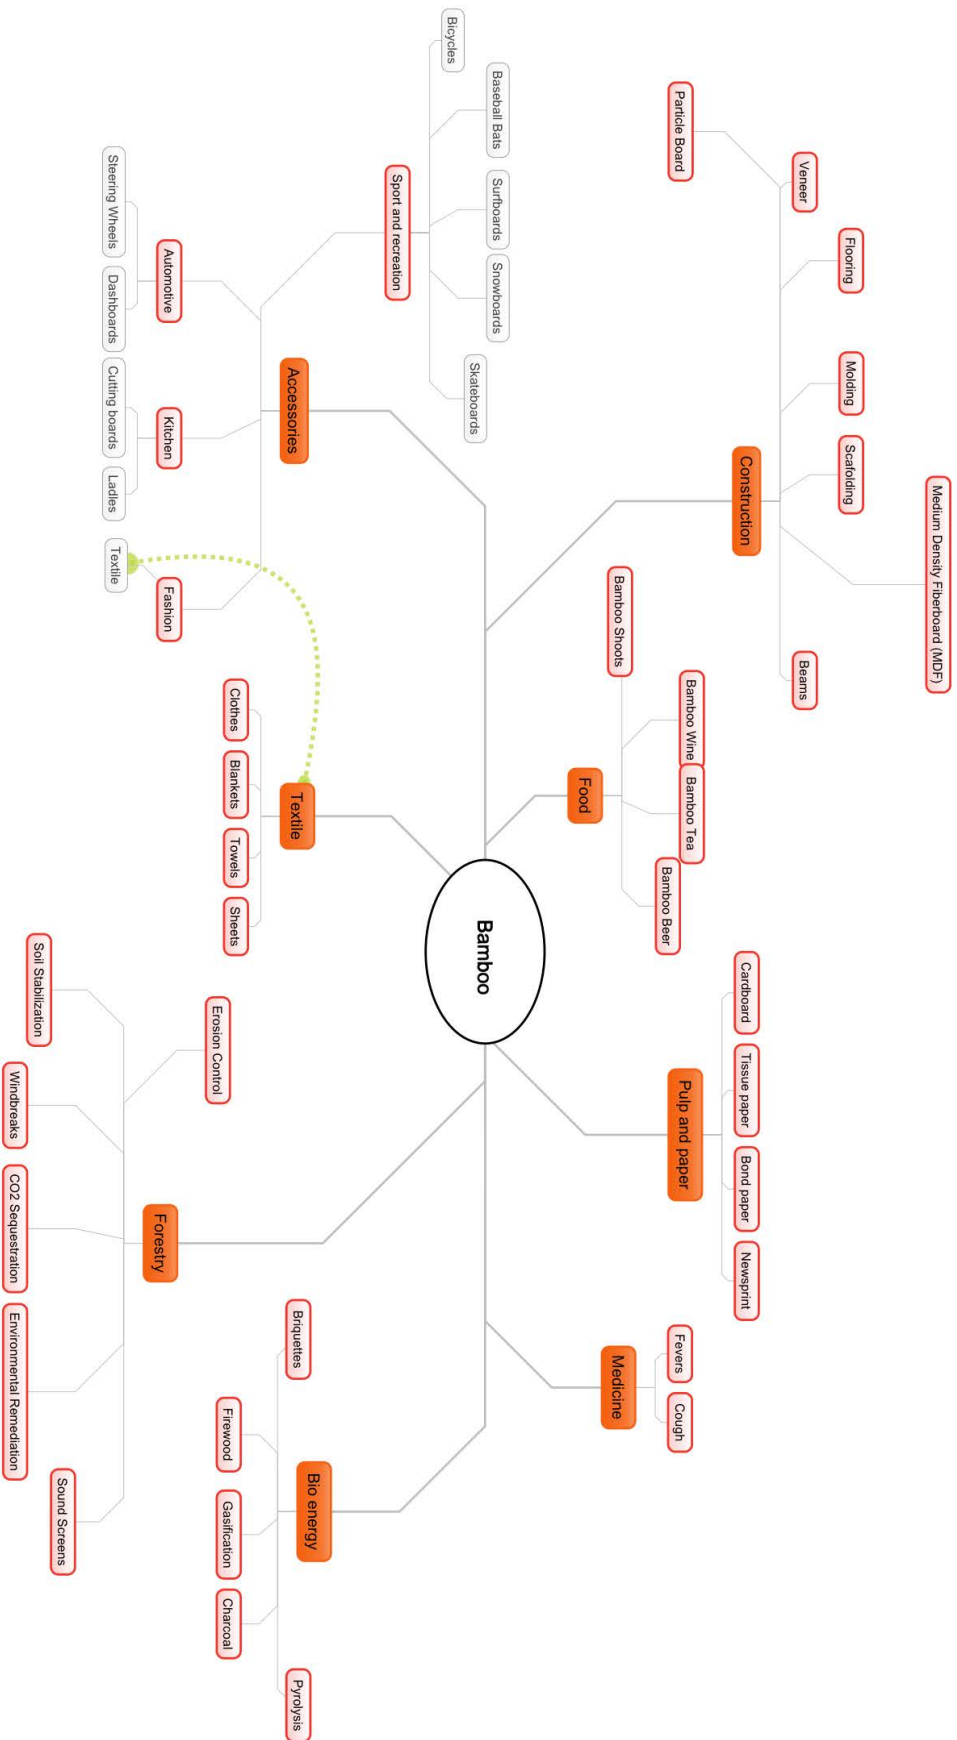 Bamboo
Construction
Particle Board
Veneer
Flooring
Molding
Scafolding
Medium Density Fiberboard (MDF)
Beams
Food
Bamboo Shoots
Bamboo Wine
Bamboo Tea
Bamboo Beer
Pulp and paper
Cardboard
Tissue paper
Bond paper
Newsprint
Medicine
Fevers
Cough
Accessories
Sport and recreation
Bicycles
Baseball Bats
Surfboards
Snowboards
Skateboards
Automotive
Steering Wheels
Dashboards
Kitchen
Cutting boards
Ladles
Fashion
Textile
Textile
Clothes
Blankets
Towels
Sheets
Forestry
Soil Stabilization
Erosion Control
Windbreaks
CO2 Sequestration
Environmental Remediation
Sound Screens
Bio energy
Briquettes
Firewood
Gasification
Charcoal
Pyrolysis